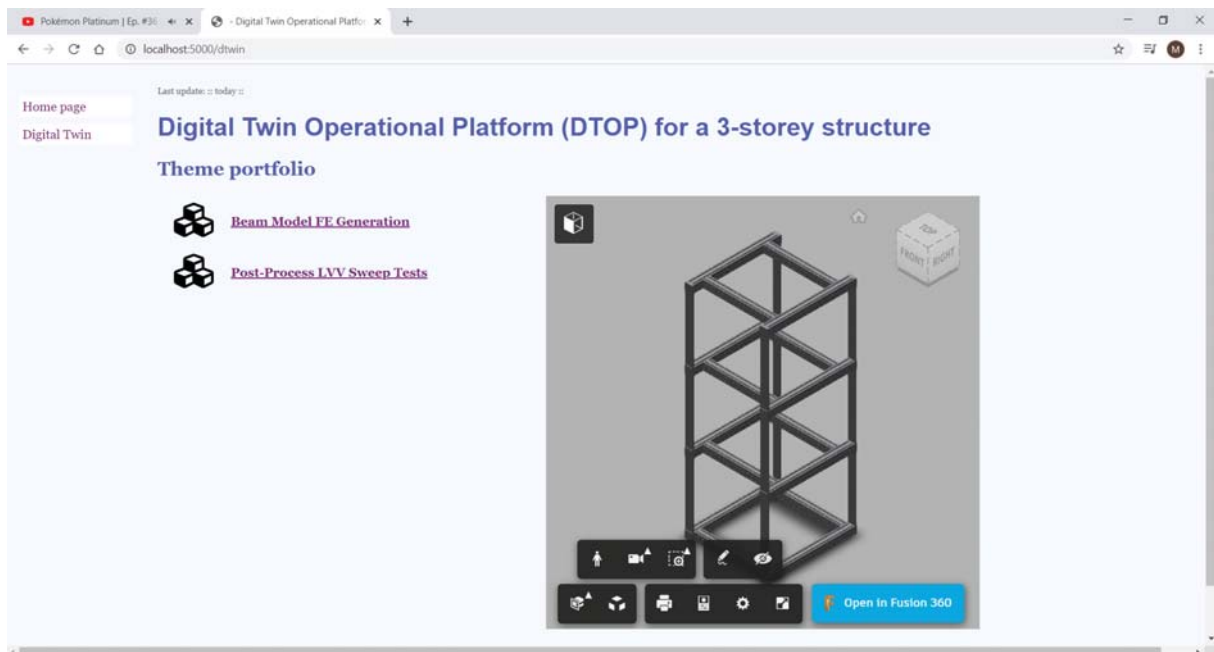 Pokémon Platinum | Ep. #36
- Digital Twin Operational Platfo
localhost:5000/dtwin
M
Last update: :: today ::
Home page
Digital Twin
Digital Twin Operational Platform (DTOP) for a 3-storey structure
Theme portfolio
Beam Model FE Generation
Post-Process LVV Sweep Tests
TOP
FRONT
RIGHT
Open in Fusion 360